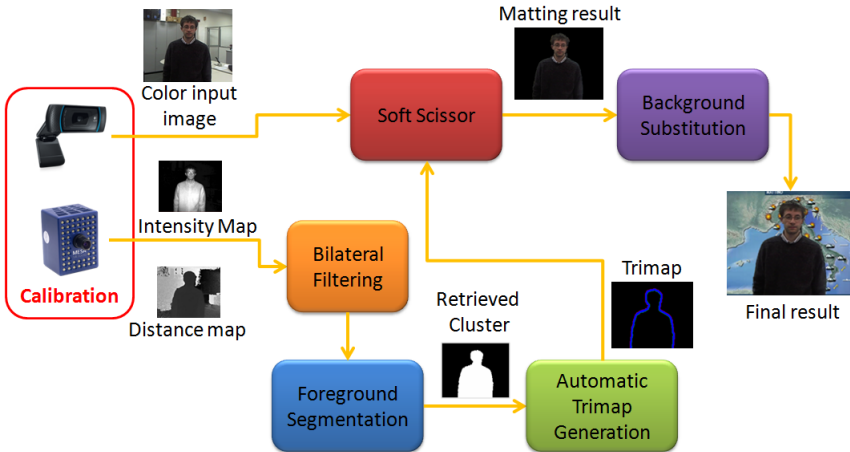 Matting result
Color input
image
Soft Scissor
Background
Substitution
Intensity Map
Calibration
Distance map
Bilateral
Filtering
Retrieved
Cluster
Trimap
Final result
Foreground
Segmentation
Automatic
Trimap
Generation